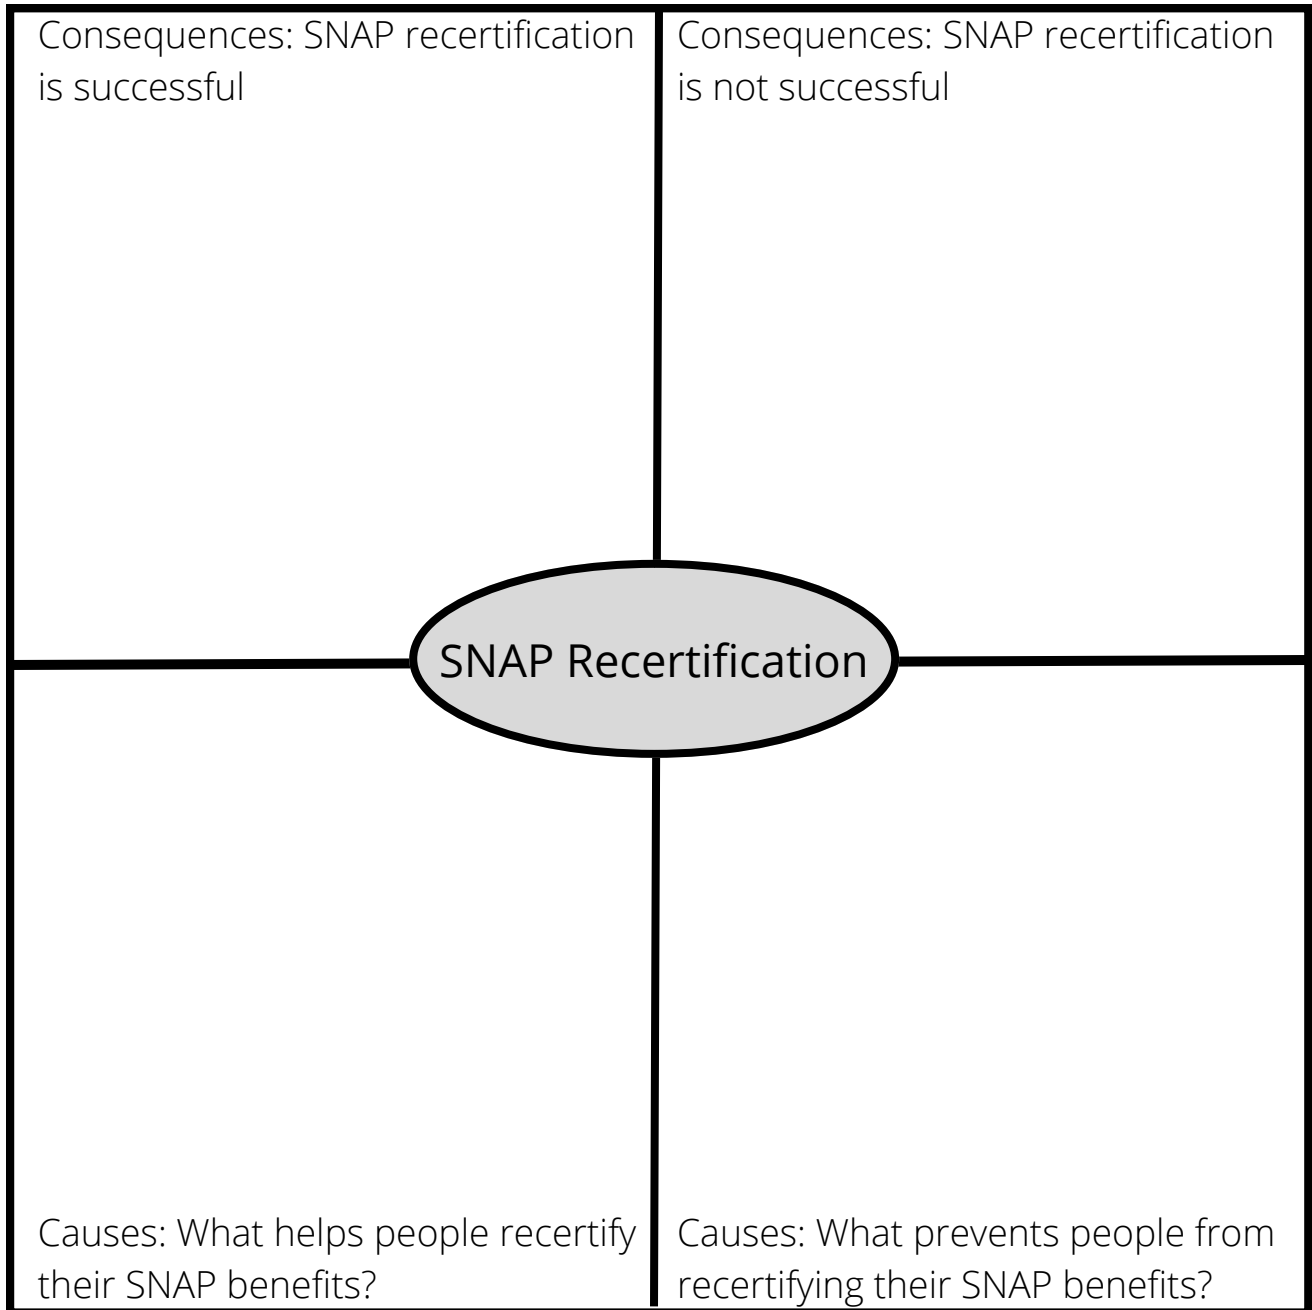 Consequences: SNAP recertification
is successful
Consequences: SNAP recertification
is not successful
SNAP Recertification
Causes: What helps people recertify
their SNAP benefits?
Causes: What prevents people from
recertifying their SNAP benefits?